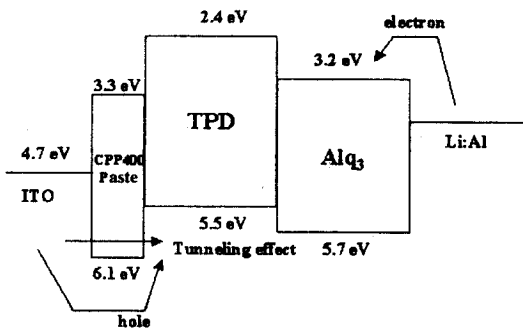 2.4 eV
electron
3.3 eV
3.2 eV
TPD
4.7 eV
CPP400
Paste
Alq3
Li:Al
ITO
5.5 eV
Tunneling effect
5.7 eV
6.1 eV
hole